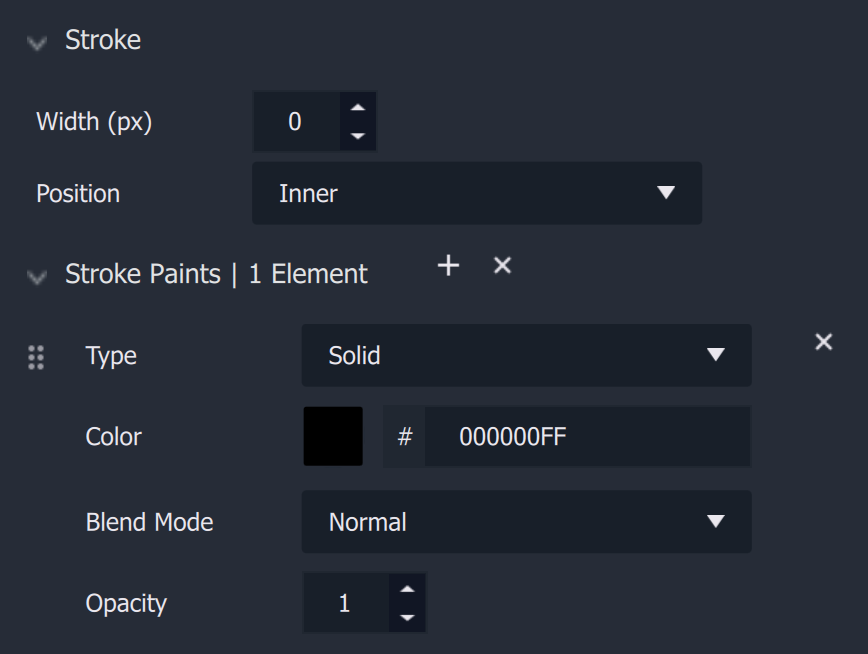 Stroke
Width (px) 0
Position Inner
Stroke Paints | 1 Element
Type Solid
Color # 000000FF
Blend Mode Normal
Opacity 1